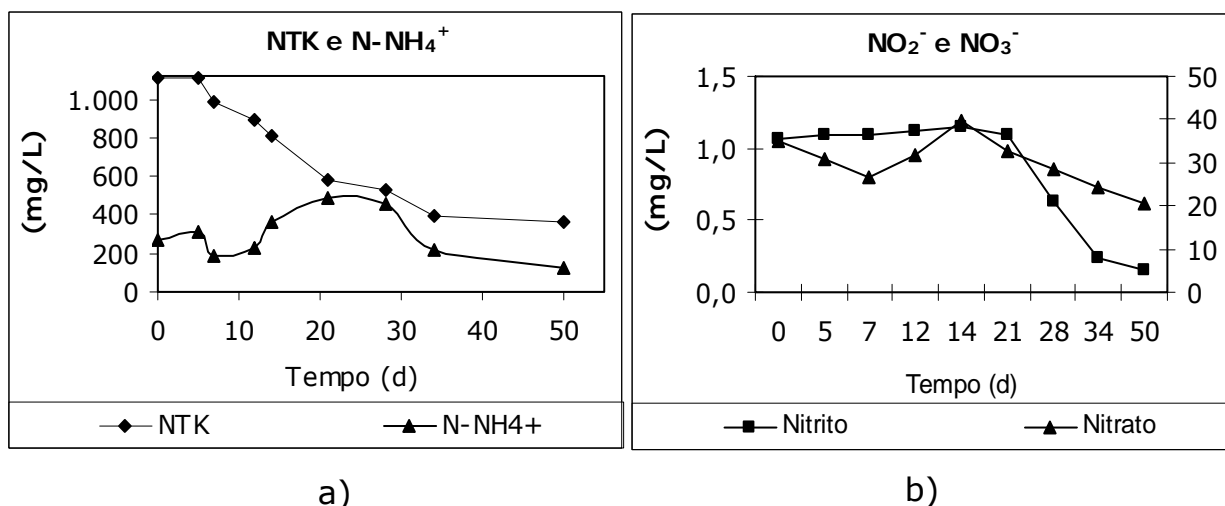 NTK e N-NH₄⁺
(mg/L)
1.000
800
600
400
200
0
0 10 20 30 40 50
Tempo (d)
NTK N-NH4+
a)
NO₂⁻ e NO₃⁻
(mg/L)
1,5
1,0
0,5
0,0
50
40
30
20
10
0
0 5 7 12 14 21 28 34 50
Tempo (d)
Nitrito Nitrato
b)